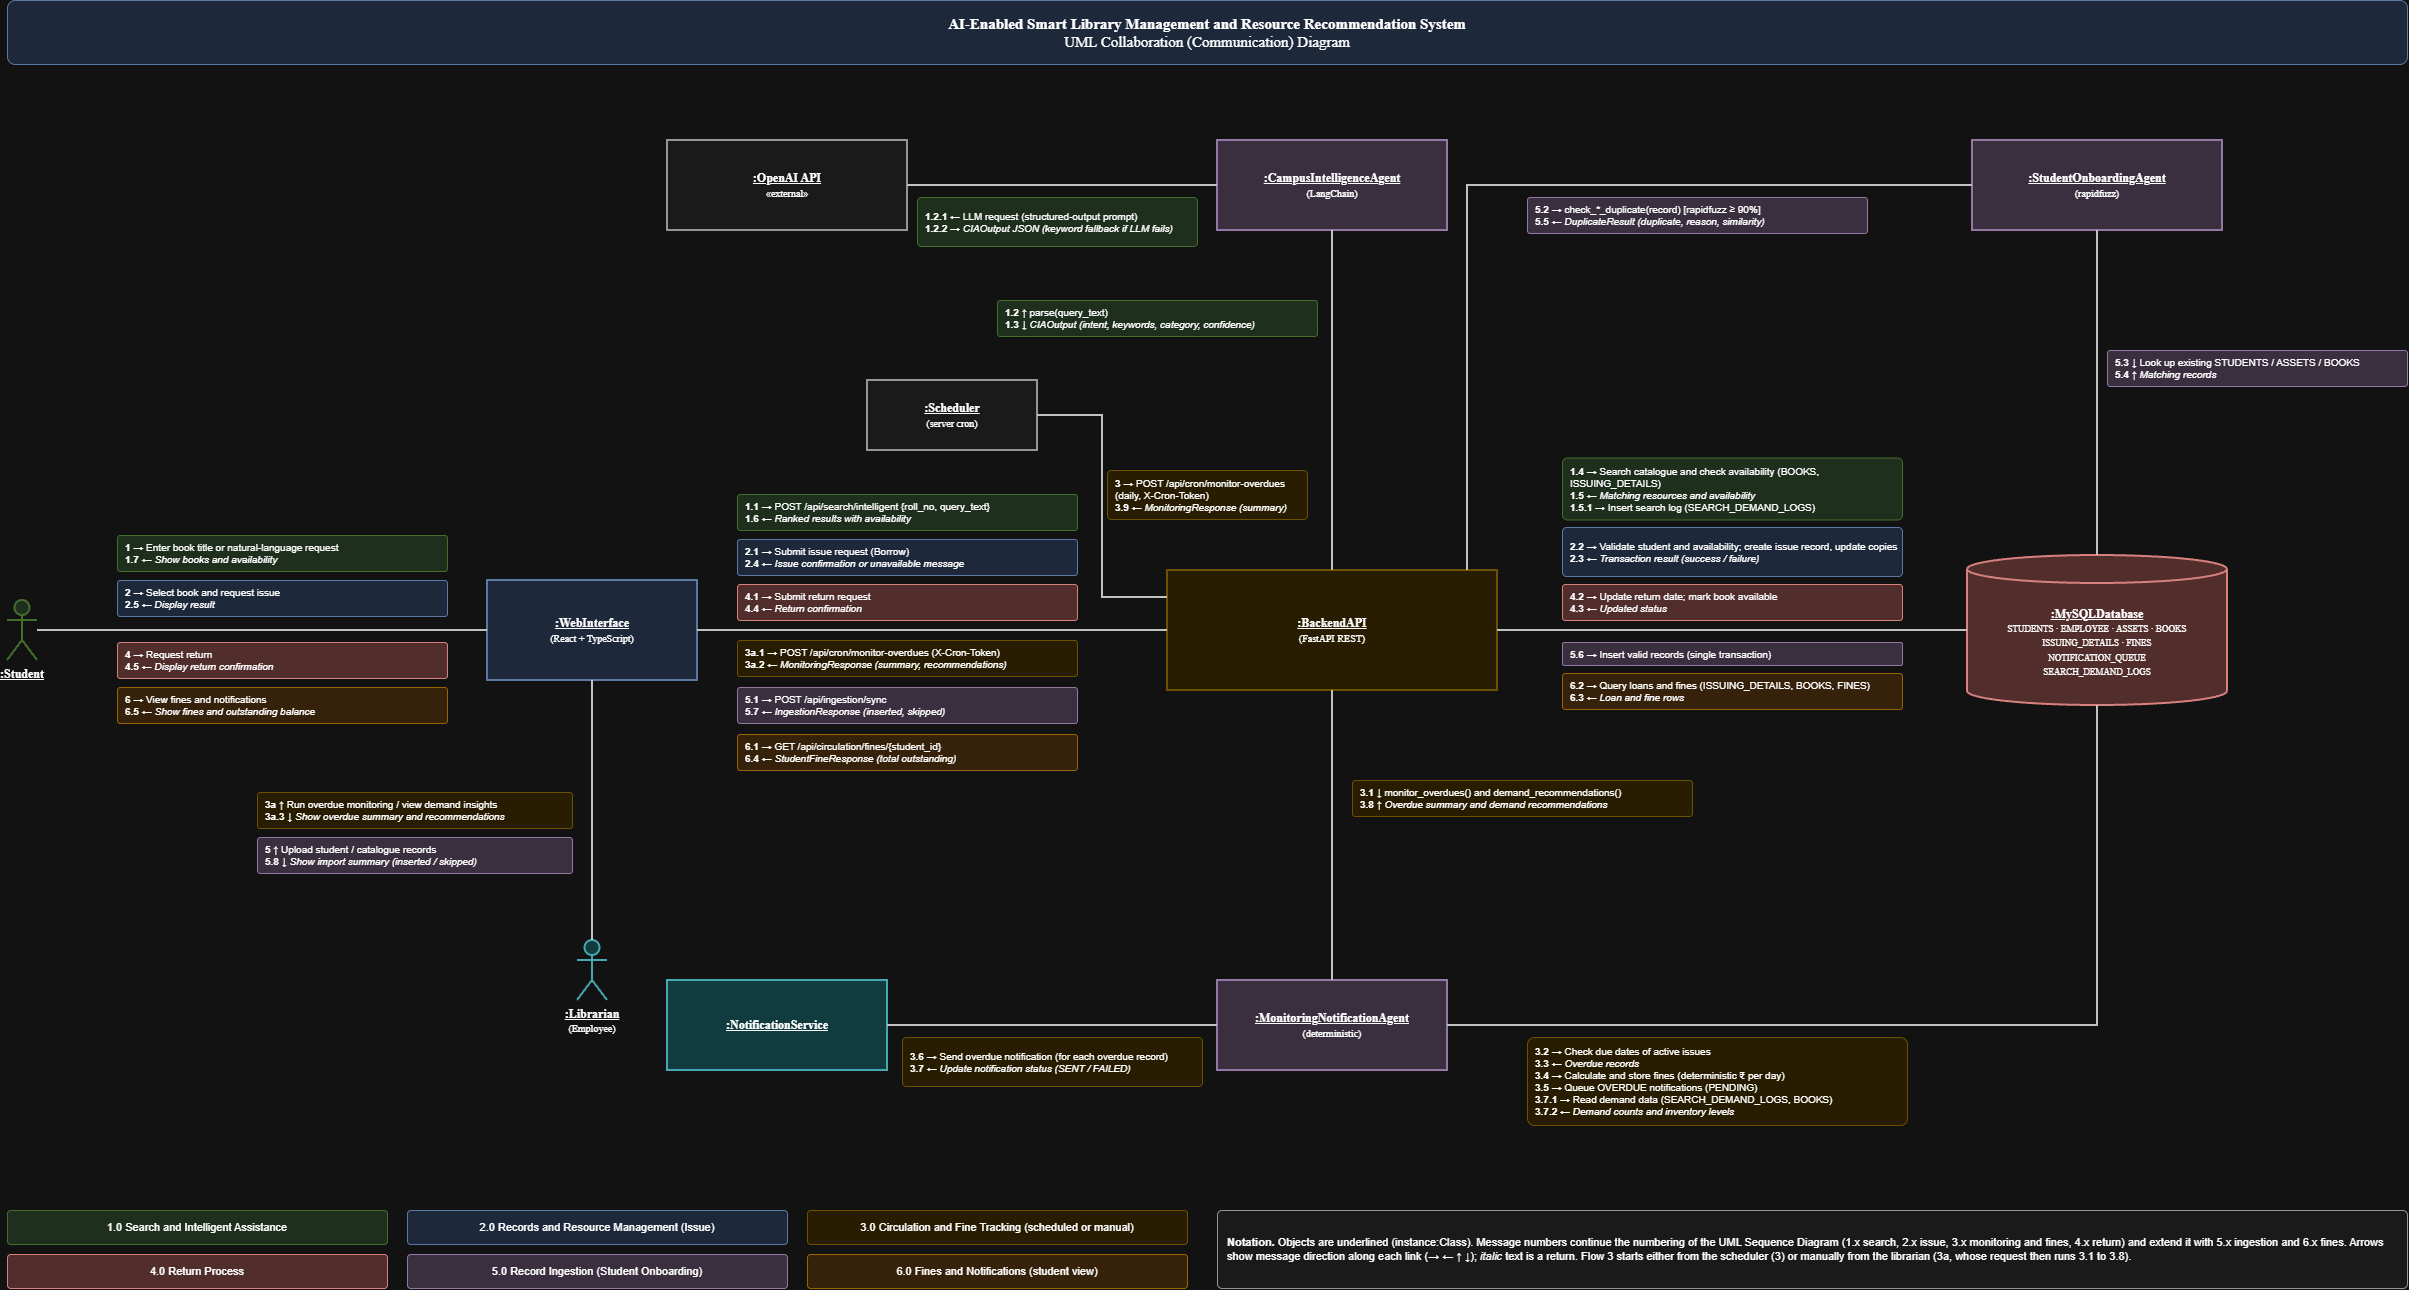 AI-Enabled Smart Library Management and Resource Recommendation System
UML Collaboration (Communication) Diagram
:OpenAI API
«external»
:CampusIntelligenceAgent
(LangChain)
:StudentOnboardingAgent
(rapidfuzz)
1.2.1 ← LLM request (structured-output prompt)
1.2.2 → CIAOutput JSON (keyword fallback if LLM fails)
5.2 → check_*_duplicate(record) [rapidfuzz ≥ 90%]
5.5 ← DuplicateResult (duplicate, reason, similarity)
1.2 ↑ parse(query_text)
1.3 ↓ CIAOutput (intent, keywords, category, confidence)
5.3 ↓ Look up existing STUDENTS / ASSETS / BOOKS
5.4 ↑ Matching records
:Scheduler
(server cron)
3 → POST /api/cron/monitor-overdues
(daily, X-Cron-Token)
3.9 ← MonitoringResponse (summary)
1.4 → Search catalogue and check availability (BOOKS,
ISSUING_DETAILS)
1.5 ← Matching resources and availability
1.5.1 → Insert search log (SEARCH_DEMAND_LOGS)
1.1 → POST /api/search/intelligent {roll_no, query_text}
1.6 ← Ranked results with availability
1 → Enter book title or natural-language request
1.7 ← Show books and availability
2.1 → Submit issue request (Borrow)
2.4 ← Issue confirmation or unavailable message
2.2 → Validate student and availability; create issue record, update copies
2.3 ← Transaction result (success / failure)
2 → Select book and request issue
2.5 ← Display result
4.1 → Submit return request
4.4 ← Return confirmation
4.2 → Update return date; mark book available
4.3 ← Updated status
:Student
:WebInterface
(React + TypeScript)
:BackendAPI
(FastAPI REST)
:MySQLDatabase
STUDENTS · EMPLOYEE · ASSETS · BOOKS
ISSUING_DETAILS · FINES
NOTIFICATION_QUEUE
SEARCH_DEMAND_LOGS
4 → Request return
4.5 ← Display return confirmation
3a.1 → POST /api/cron/monitor-overdues (X-Cron-Token)
3a.2 ← MonitoringResponse (summary, recommendations)
5.6 → Insert valid records (single transaction)
6 → View fines and notifications
6.5 ← Show fines and outstanding balance
5.1 → POST /api/ingestion/sync
5.7 ← IngestionResponse (inserted, skipped)
6.2 → Query loans and fines (ISSUING_DETAILS, BOOKS, FINES)
6.3 ← Loan and fine rows
6.1 → GET /api/circulation/fines/{student_id}
6.4 ← StudentFineResponse (total outstanding)
3a ↑ Run overdue monitoring / view demand insights
3a.3 ↓ Show overdue summary and recommendations
3.1 ↓ monitor_overdues() and demand_recommendations()
3.8 ↑ Overdue summary and demand recommendations
5 ↑ Upload student / catalogue records
5.8 ↓ Show import summary (inserted / skipped)
:Librarian
(Employee)
:NotificationService
:MonitoringNotificationAgent
(deterministic)
3.6 → Send overdue notification (for each overdue record)
3.7 ← Update notification status (SENT / FAILED)
3.2 → Check due dates of active issues
3.3 ← Overdue records
3.4 → Calculate and store fines (deterministic ₹ per day)
3.5 → Queue OVERDUE notifications (PENDING)
3.7.1 → Read demand data (SEARCH_DEMAND_LOGS, BOOKS)
3.7.2 ← Demand counts and inventory levels
1.0 Search and Intelligent Assistance
2.0 Records and Resource Management (Issue)
3.0 Circulation and Fine Tracking (scheduled or manual)
4.0 Return Process
5.0 Record Ingestion (Student Onboarding)
6.0 Fines and Notifications (student view)
Notation. Objects are underlined (instance:Class). Message numbers continue the numbering of the UML Sequence Diagram (1.x search, 2.x issue, 3.x monitoring and fines, 4.x return) and extend it with 5.x ingestion and 6.x fines. Arrows
show message direction along each link (→ ← ↑ ↓); italic text is a return. Flow 3 starts either from the scheduler (3) or manually from the librarian (3a, whose request then runs 3.1 to 3.8).